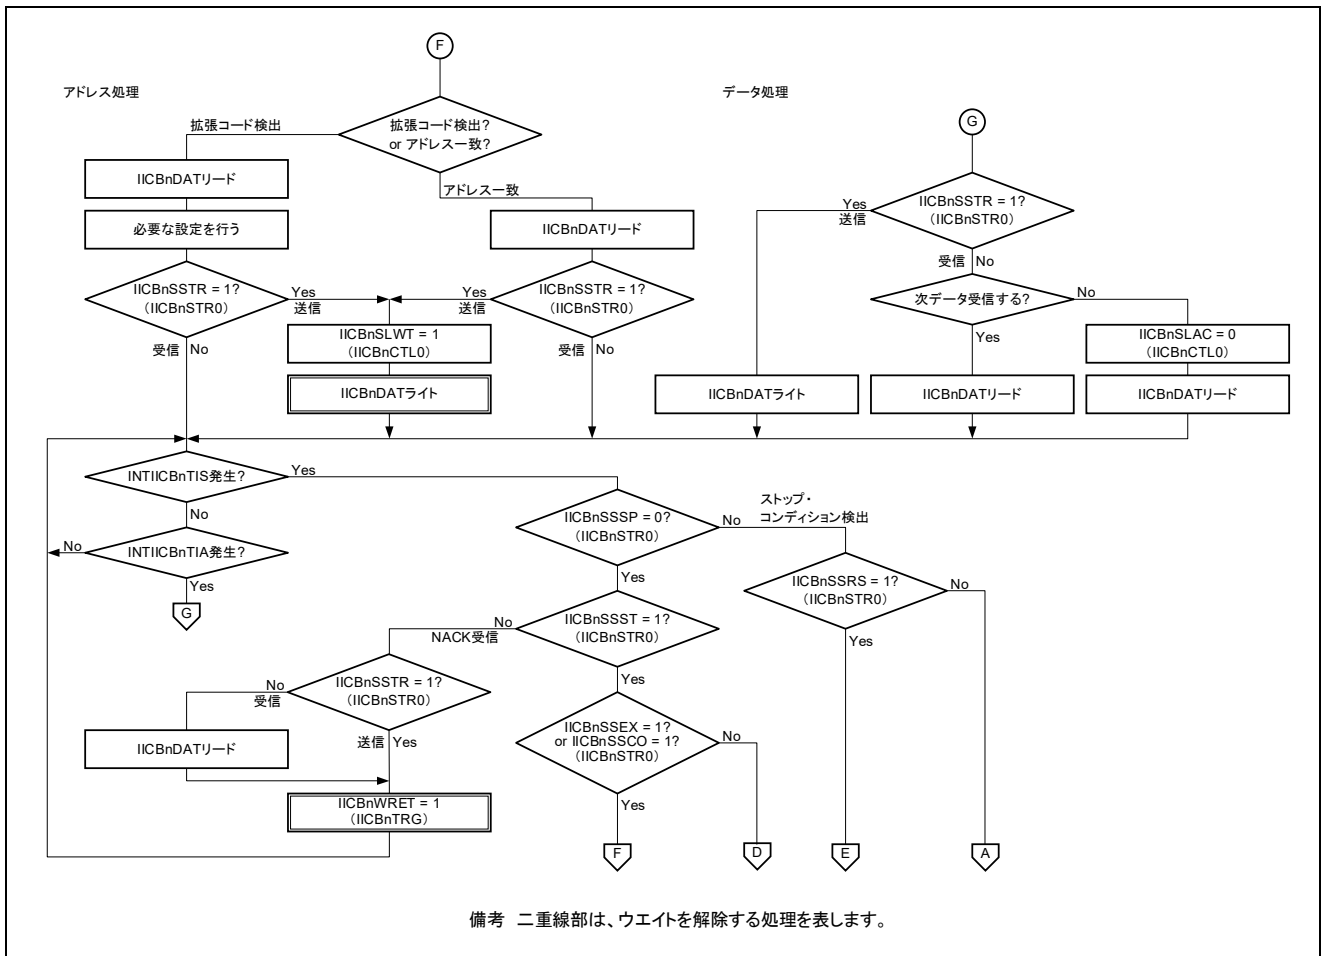 F
アドレス処理
データ処理
拡張コード検出
拡張コード検出?
or アドレス一致?
G
IICBnDATリード
アドレス一致
必要な設定を行う
IICBnDATリード
Yes
送信
IICBnSSTR = 1?
(IICBnSTR0)
受信
No
IICBnSSTR = 1?
(IICBnSTR0)
Yes
送信
Yes
送信
IICBnSSTR = 1?
(IICBnSTR0)
次データ受信する?
No
受信
No
IICBnSLWT = 1
(IICBnCTL0)
受信
No
Yes
IICBnSLAC = 0
(IICBnCTL0)
IICBnDATライト
IICBnDATライト
IICBnDATリード
IICBnDATリード
INTIICBnTIS発生?
Yes
No
No
INTIICBnTIA発生?
Yes
G
IICBnSSSP = 0?
(IICBnSTR0)
No
ストップ・
コンディション検出
Yes
IICBnSSRS = 1?
(IICBnSTR0)
No
Yes
No
NACK受信
IICBnSSST = 1?
(IICBnSTR0)
Yes
No
受信
IICBnSSTR = 1?
(IICBnSTR0)
送信
Yes
IICBnDATリード
IICBnSSEX = 1?
or IICBnSSCO = 1?
(IICBnSTR0)
No
Yes
IICBnWRET = 1
(IICBnTRG)
F
D
E
A
備考 二重線部は、ウエイトを解除する処理を表します。